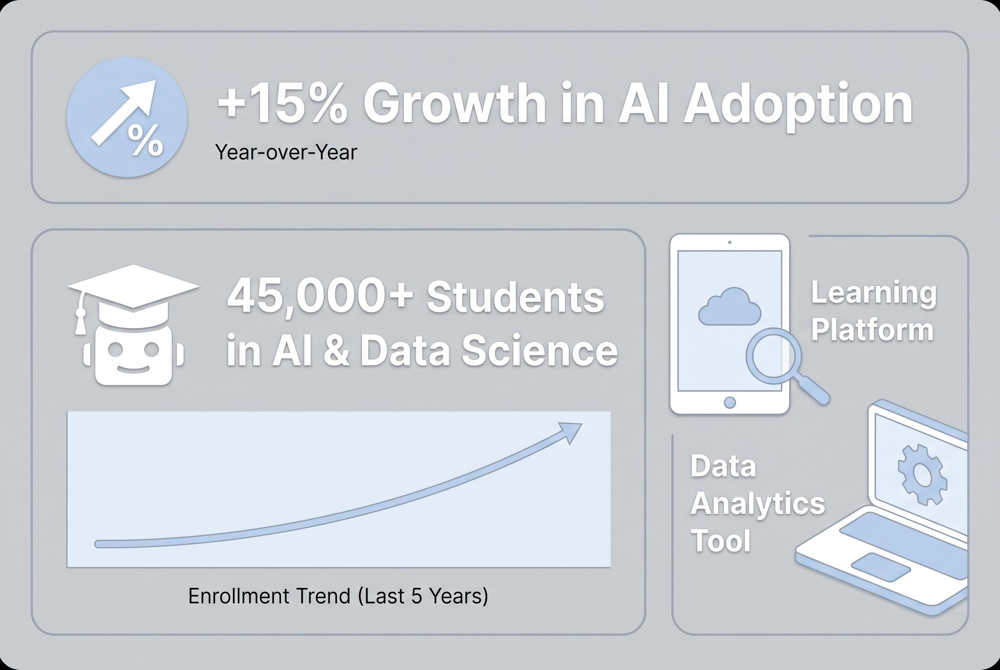 %
+15% Growth in AI Adoption
Year-over-Year
45,000+ Students
in AI & Data Science
Enrollment Trend (Last 5 Years)
Learning
Platform
Data
Analytics
Tool